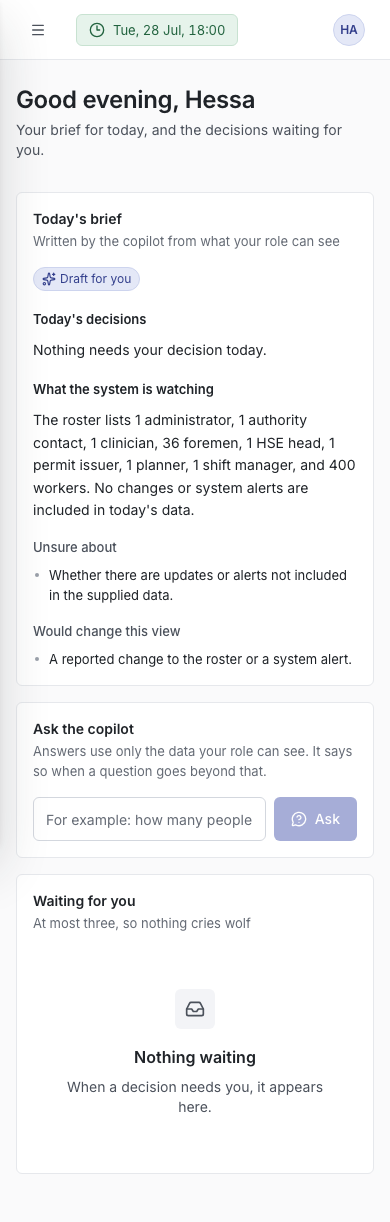 Tue, 28 Jul, 18:00
HA
Good evening, Hessa
Your brief for today, and the decisions waiting for
you.
Today's brief
Written by the copilot from what your role can see
Draft for you
Today's decisions
Nothing needs your decision today.
What the system is watching
The roster lists 1 administrator, 1 authority
contact, 1 clinician, 36 foremen, 1 HSE head, 1
permit issuer, 1 planner, 1 shift manager, and 400
workers. No changes or system alerts are
included in today's data.
Unsure about
• Whether there are updates or alerts not included
in the supplied data.
Would change this view
• A reported change to the roster or a system alert.
Ask the copilot
Answers use only the data your role can see. It says
so when a question goes beyond that.
For example: how many people
Ask
Waiting for you
At most three, so nothing cries wolf
Nothing waiting
When a decision needs you, it appears
here.